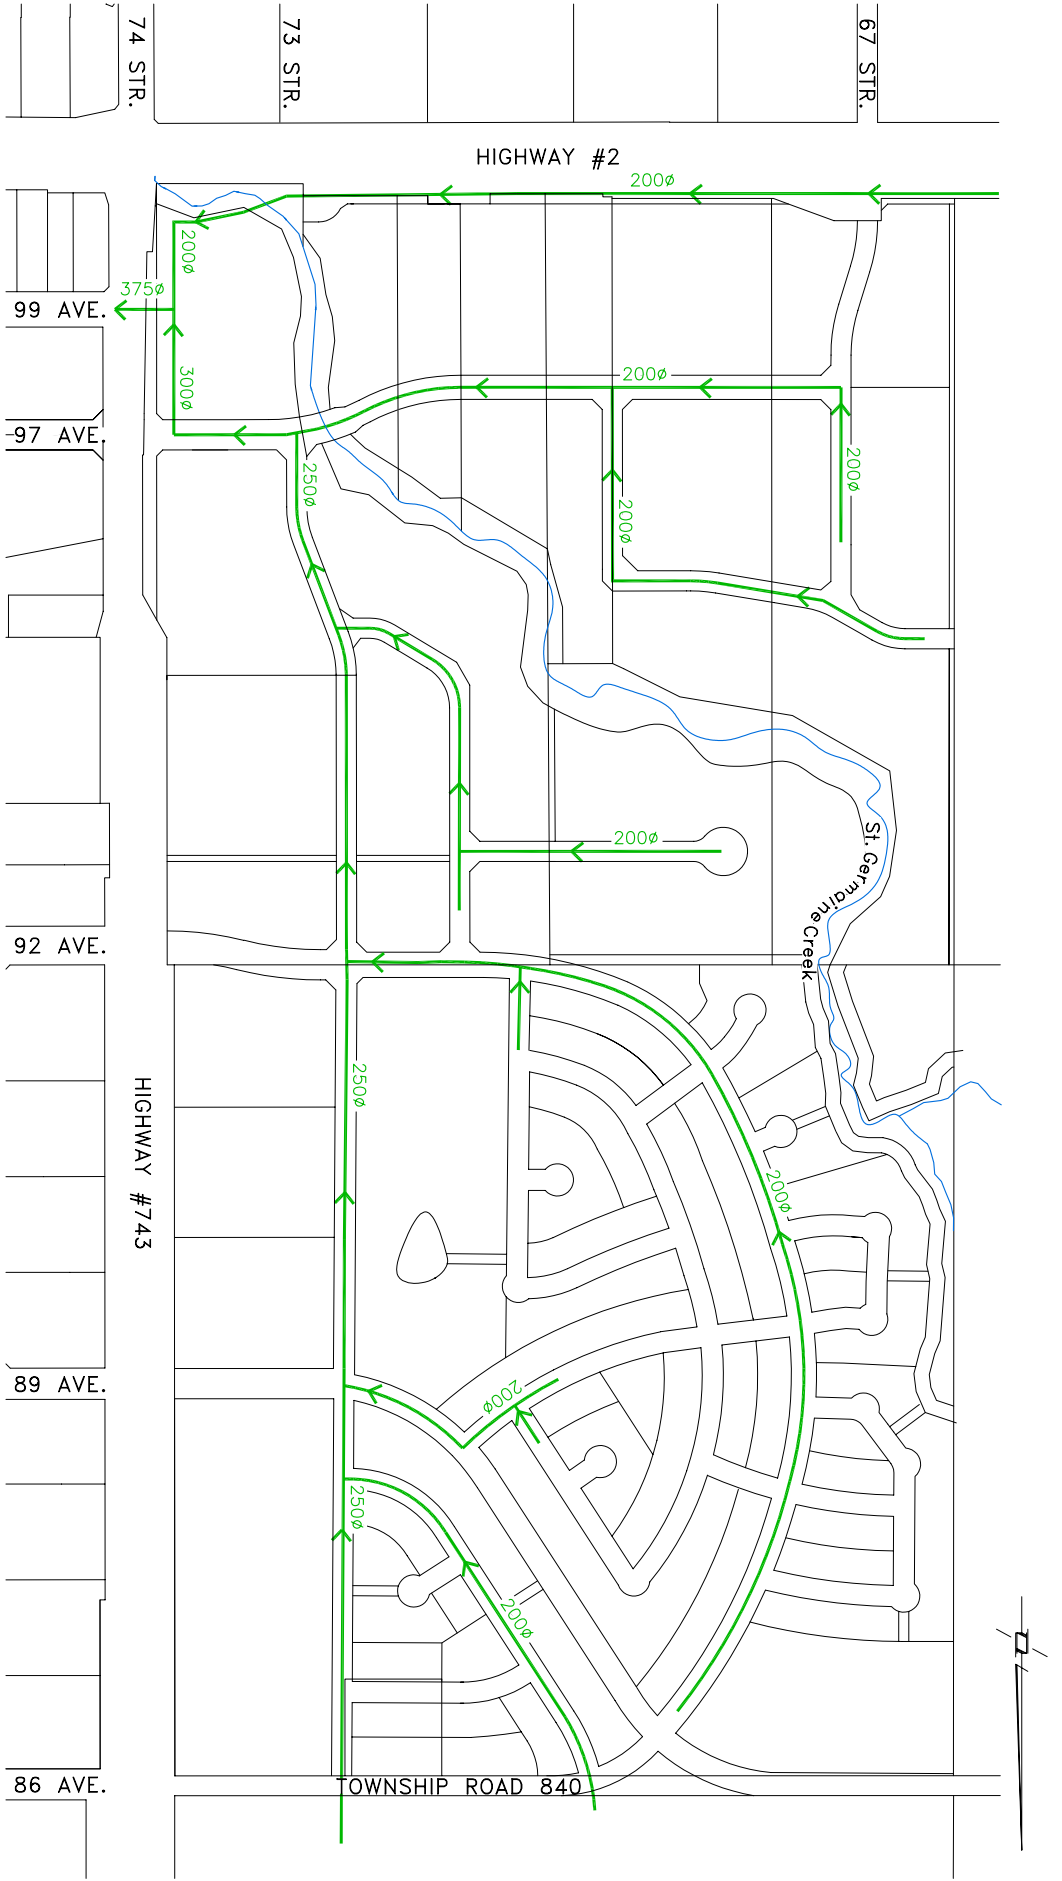 74 STR.
73 STR.
67 STR.
HIGHWAY #2
200ø
200ø
375ø
99 AVE.
300ø
200ø
97 AVE.
250ø
200ø
200ø
200ø
St. Germaine Creek
92 AVE.
250ø
HIGHWAY #743
200ø
89 AVE.
200ø
250ø
200ø
86 AVE.
TOWNSHIP ROAD 840